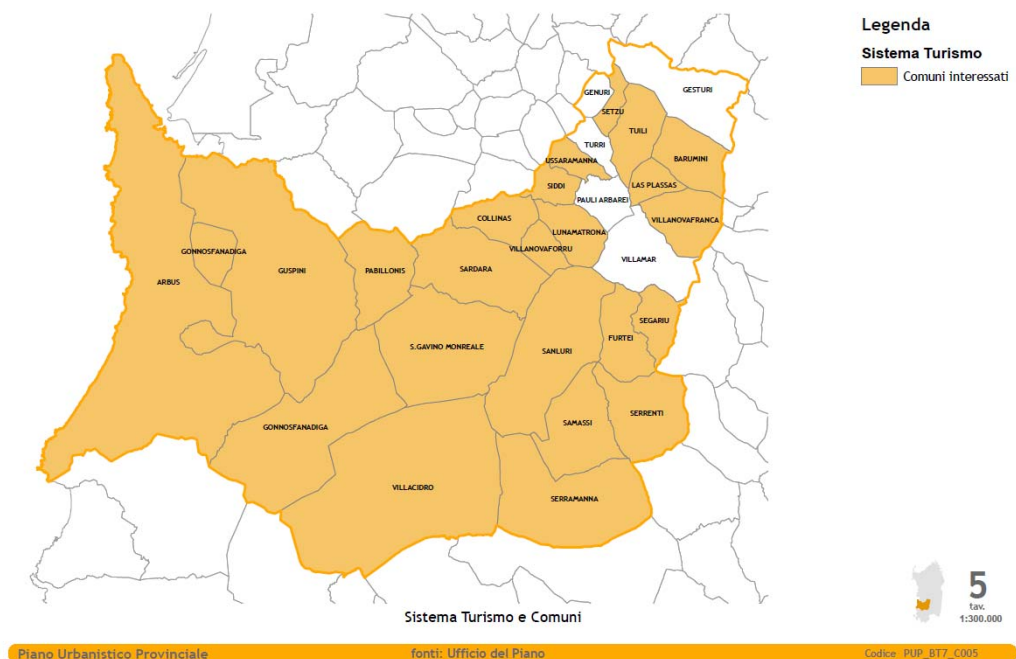 Legenda
Sistema Turismo
Comuni interessati
GENURI
GESTURI
SETZU
TUILI
TURRI
BARUMINI
USSARAMANNA
SIDDI
LAS PLASSAS
PAULI ARBAREI
COLLINAS
VILLANOVAFRANCA
LUNAMATRONA
GONNOSFANADIGA
VILLANOVAFORRU
VILLAMAR
ARBUS
GUSPINI
PABILLONIS
SARDARA
SEGARIU
FURTEI
S.GAVINO MONREALE
SANLURI
SERRENTI
SAMASSI
GONNOSFANADIGA
VILLACIDRO
SERRAMANNA
Sistema Turismo e Comuni
5
tav.
1:300.000
Piano Urbanistico Provinciale
fonti: Ufficio del Piano
Codice PUP_BT7_C005